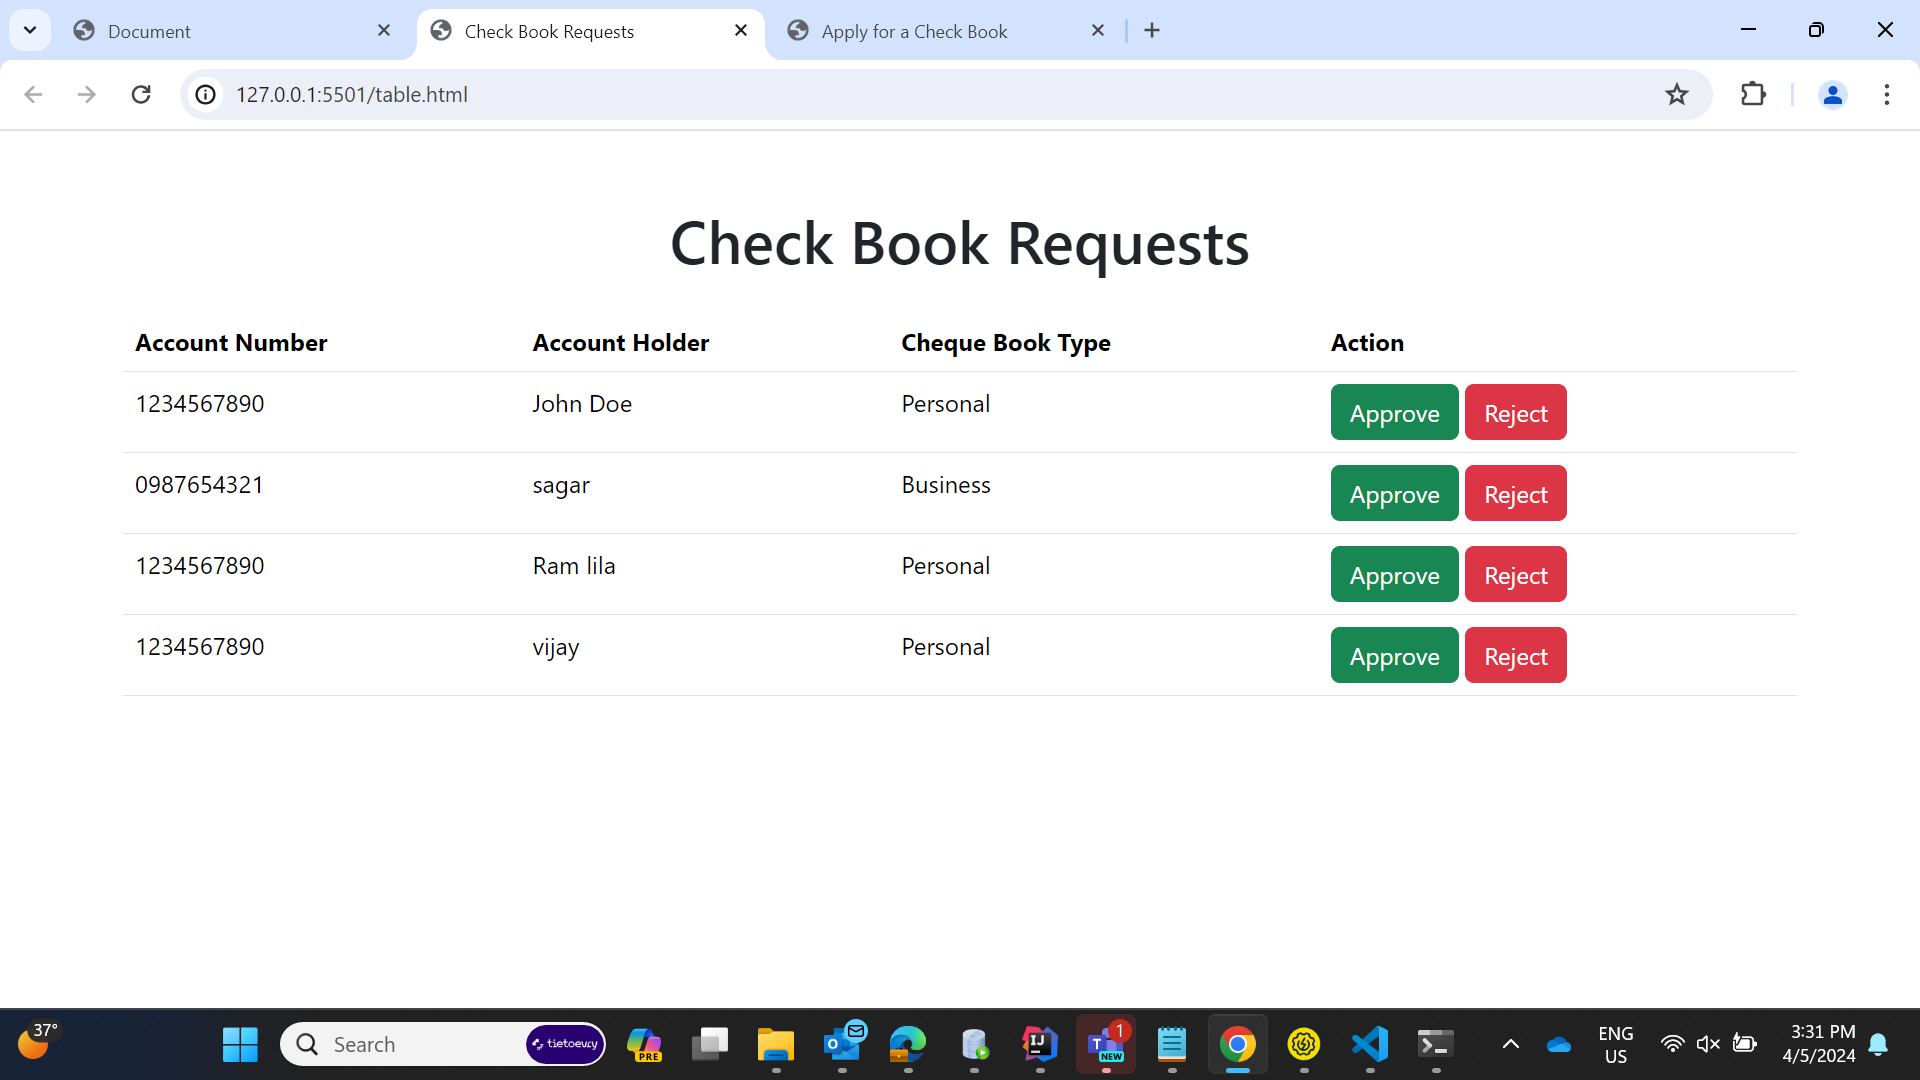 Document
Check Book Requests
Apply for a Check Book
127.0.0.1:5501/table.html
Check Book Requests
Account Number Account Holder Cheque Book Type Action
1234567890 John Doe Personal Approve Reject
0987654321 sagar Business Approve Reject
1234567890 Ram lila Personal Approve Reject
1234567890 vijay Personal Approve Reject
37°
Search
tietoevry
PRE
IJ
1
NEW
ENG
US
3:31 PM
4/5/2024